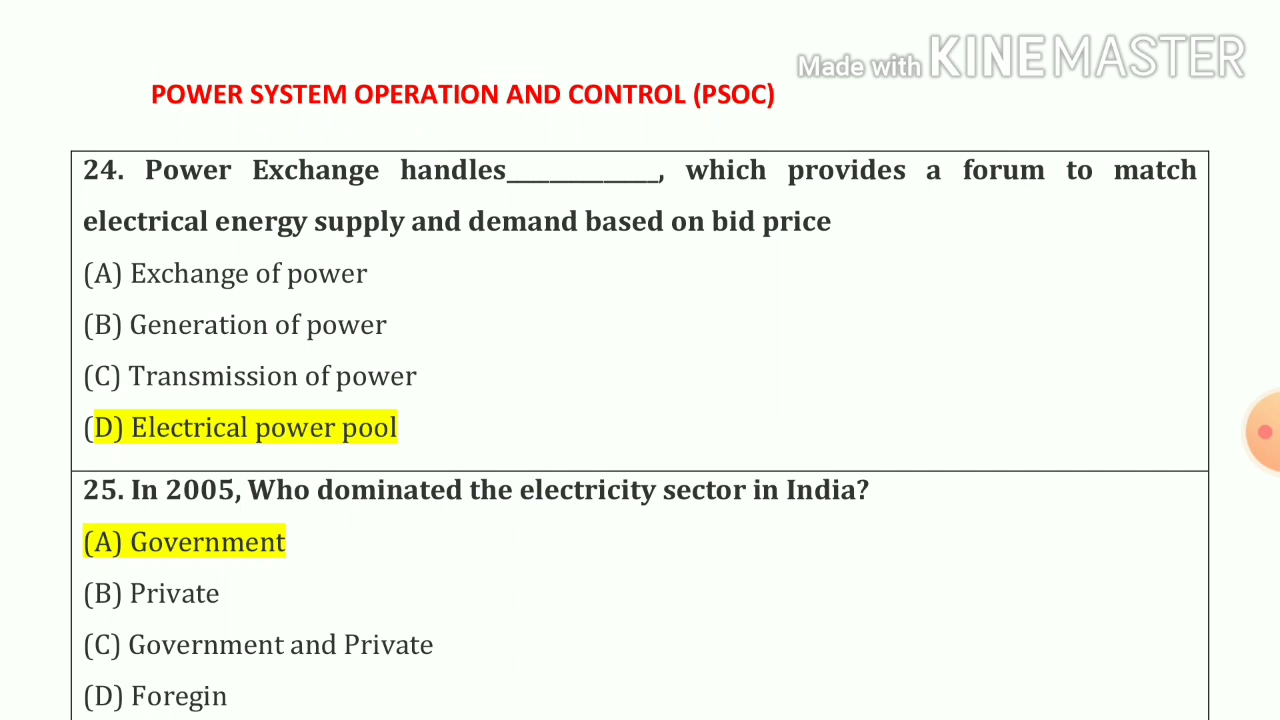 Made with KINEMASTER
POWER SYSTEM OPERATION AND CONTROL (PSOC)
24. Power Exchange handles_____________, which provides a forum to match
electrical energy supply and demand based on bid price
(A) Exchange of power
(B) Generation of power
(C) Transmission of power
(D) Electrical power pool
25. In 2005, Who dominated the electricity sector in India?
(A) Government
(B) Private
(C) Government and Private
(D) Foregin